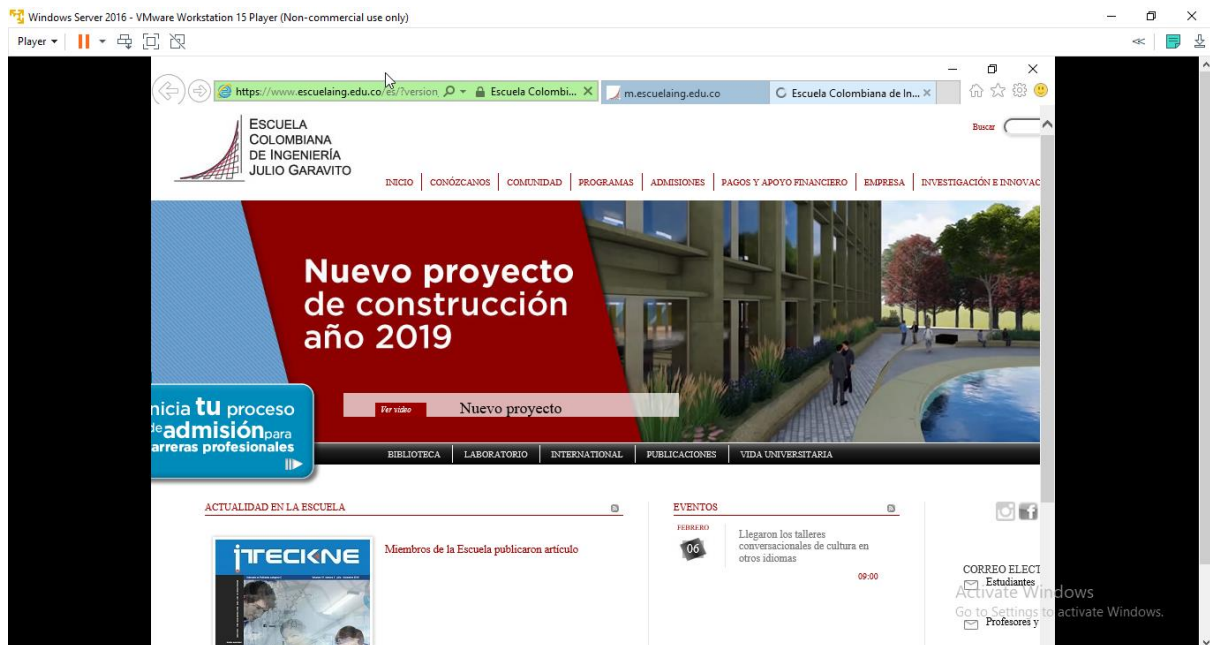 Windows Server 2016 - VMware Workstation 15 Player (Non-commercial use only)
Player
https://www.escuelaing.edu.co/es/?version
Escuela Colombi...
m.escuelaing.edu.co
Escuela Colombiana de In...
ESCUELA
COLOMBIANA
DE INGENIERÍA
JULIO GARAVITO
Buscar
INICIO
CONÓZCANOS
COMUNIDAD
PROGRAMAS
ADMISIONES
PAGOS Y APOYO FINANCIERO
EMPRESA
INVESTIGACIÓN E INNOVAC
Nuevo proyecto
de construcción
año 2019
Ver video
Nuevo proyecto
nicia tu proceso
de admisión para
arreras profesionales
BIBLIOTECA
LABORATORIO
INTERNATIONAL
PUBLICACIONES
VIDA UNIVERSITARIA
ACTUALIDAD EN LA ESCUELA
ITECKNE
Miembros de la Escuela publicaron artículo
EVENTOS
FEBRERO
06
Llegaron los talleres
conversacionales de cultura en
otros idiomas
09:00
CORREO ELECT
Estudiantes
Profesores y
Activate Windows
Go to Settings to activate Windows.